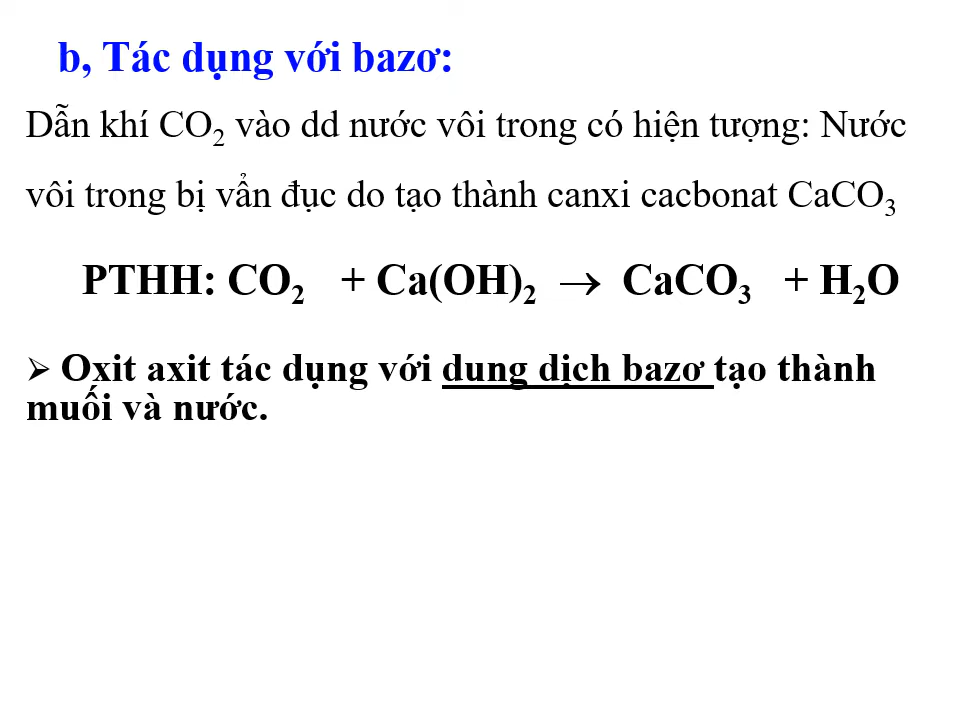 b, Tác dụng với bazơ:
Dẫn khí CO₂ vào dd nước vôi trong có hiện tượng: Nước
vôi trong bị vẩn đục do tạo thành canxi cacbonat CaCO₃
PTHH: CO₂ + Ca(OH)₂ → CaCO₃ + H₂O
➢ Oxit axit tác dụng với dung dịch bazơ tạo thành
muối và nước.